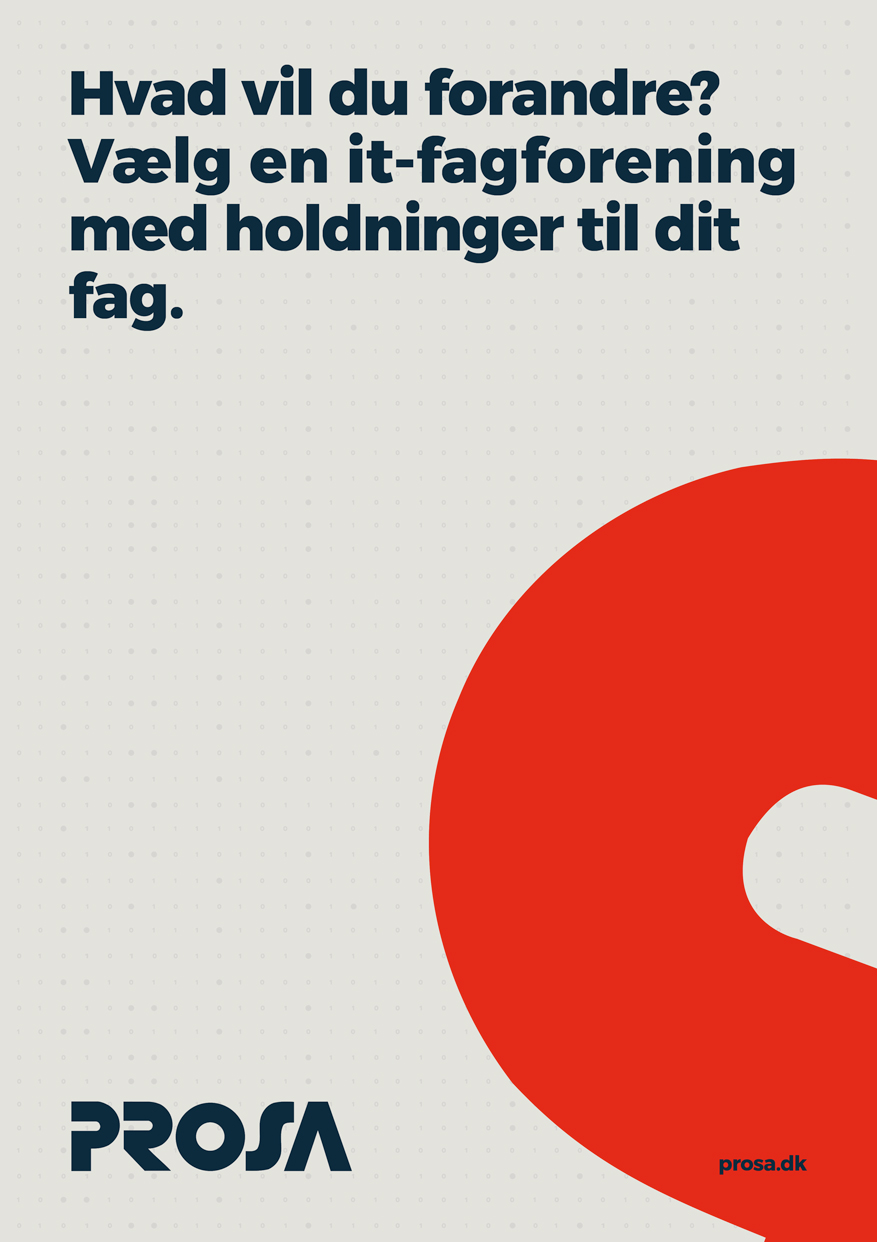 Hvad vil du forandre?
Vælg en it-fagforening
med holdninger til dit
fag.
PROSA
prosa.dk